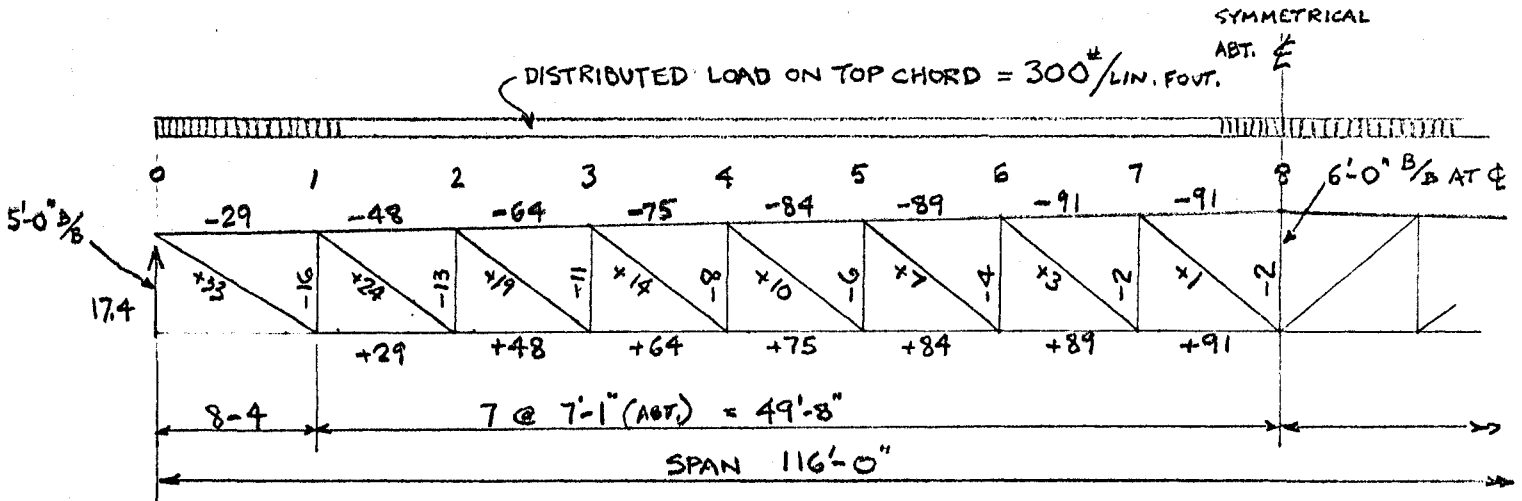 SYMMETRICAL
ABT. ℄
DISTRIBUTED LOAD ON TOP CHORD = 300#/LIN. FOUT.
0 1 2 3 4 5 6 7 8
6'-0" B/B AT ℄
5'-0" B/B
-29 -48 -64 -75 -84 -89 -91 -91
+33 -16 +24 -13 +19 -11 +14 -8 +10 -6 +7 -4 +3 -2 +1 -2
17.4
+29 +48 +64 +75 +84 +89 +91
8-4
7 @ 7'-1" (ABT.) = 49'-8"
SPAN 116'-0"